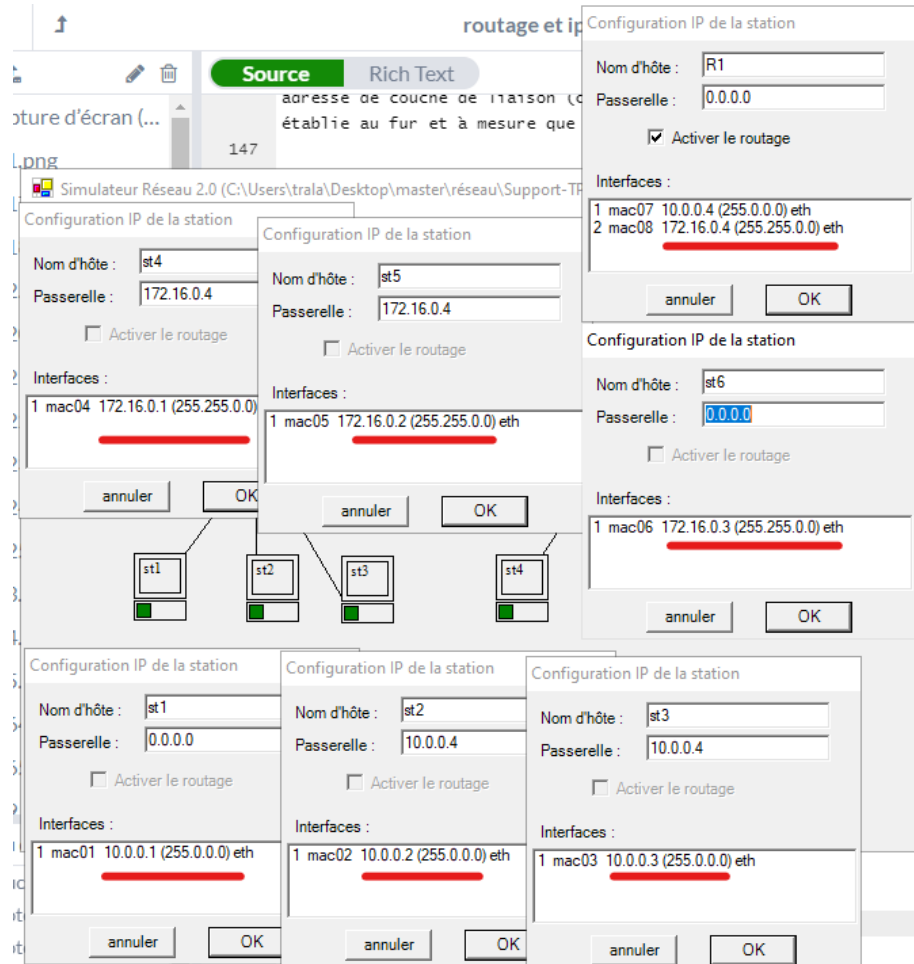 routage et ip
Source
Rich Text
pture d'écran (...
adresse de couche de liaison (
établie au fur et à mesure que
147
1.png
Simulateur Réseau 2.0 (C:\Users\trala\Desktop\master\réseau\Support-TP
Configuration IP de la station
Nom d'hôte : R1
Passerelle : 0.0.0.0
Activer le routage
Interfaces :
1 mac07 10.0.0.4 (255.0.0.0) eth
2 mac08 172.16.0.4 (255.255.0.0) eth
annuler
OK
Configuration IP de la station
Nom d'hôte : st4
Passerelle : 172.16.0.4
Activer le routage
Interfaces :
1 mac04 172.16.0.1 (255.255.0.0)
annuler
OK
Configuration IP de la station
Nom d'hôte : st5
Passerelle : 172.16.0.4
Activer le routage
Interfaces :
1 mac05 172.16.0.2 (255.255.0.0) eth
annuler
OK
Configuration IP de la station
Nom d'hôte : st6
Passerelle : 0.0.0.0
Activer le routage
Interfaces :
1 mac06 172.16.0.3 (255.255.0.0) eth
annuler
OK
st1
st2
st3
st4
Configuration IP de la station
Nom d'hôte : st1
Passerelle : 0.0.0.0
Activer le routage
Interfaces :
1 mac01 10.0.0.1 (255.0.0.0) eth
annuler
OK
Configuration IP de la station
Nom d'hôte : st2
Passerelle : 10.0.0.4
Activer le routage
Interfaces :
1 mac02 10.0.0.2 (255.0.0.0) eth
annuler
OK
Configuration IP de la station
Nom d'hôte : st3
Passerelle : 10.0.0.4
Activer le routage
Interfaces :
1 mac03 10.0.0.3 (255.0.0.0) eth
annuler
OK